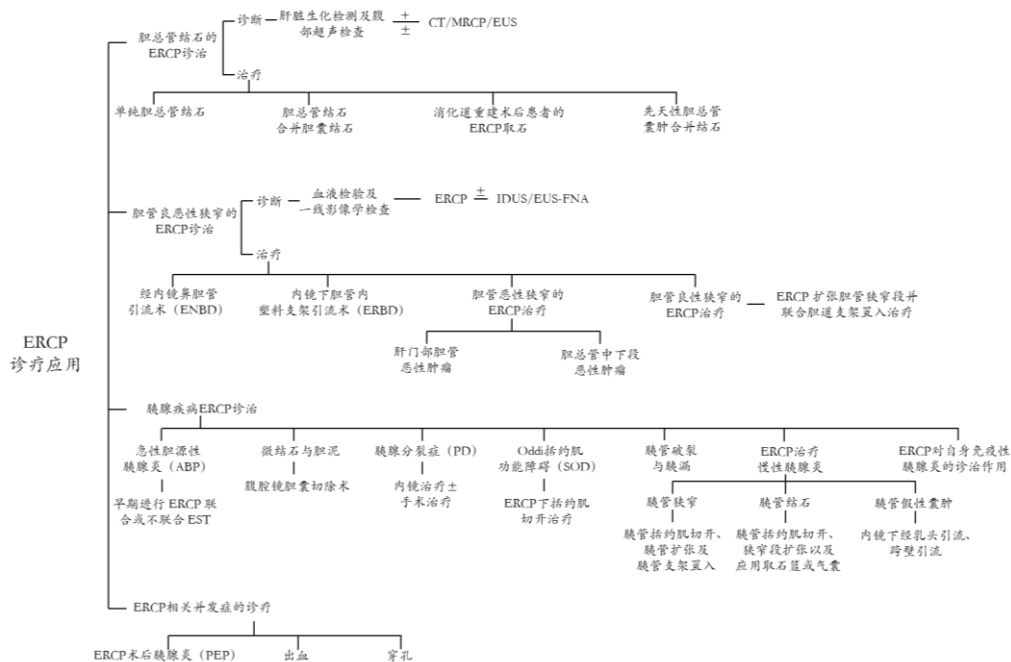 ERCP
诊疗应用
胆总管结石的
ERCP诊治
诊断
肝脏生化检测及腹
部超声检查
+
±
CT/MRCP/EUS
治疗
单纯胆总管结石
胆总管结石
合并胆囊结石
消化道重建术后患者的
ERCP取石
先天性胆总管
囊肿合并结石
胆管良恶性狭窄的
ERCP诊治
诊断
血液检验及
一线影像学检查
ERCP
±
IDUS/EUS-FNA
治疗
经内镜鼻胆管
引流术（ENBD）
内镜下胆管内
塑料支架引流术（ERBD）
胆管恶性狭窄的
ERCP治疗
肝门部胆管
恶性肿瘤
胆总管中下段
恶性肿瘤
胆管良性狭窄的
ERCP治疗
ERCP 扩张胆管狭窄段并
联合胆道支架置入治疗
胰腺疾病ERCP诊治
急性胆源性
胰腺炎（ABP）
早期进行 ERCP 联
合或不联合 EST
微结石与胆泥
腹腔镜胆囊切除术
胰腺分裂症（PD）
内镜治疗±
手术治疗
Oddi括约肌
功能障碍（SOD）
ERCP下括约肌
切开治疗
胰管破裂
与胰漏
ERCP治疗
慢性胰腺炎
胰管狭窄
胰管括约肌切开、
胰管扩张及
胰管支架置入
胰管结石
胰管括约肌切开、
狭窄段扩张以及
应用取石篮或气囊
胰管假性囊肿
内镜下经乳头引流、
跨壁引流
ERCP对自身免疫性
胰腺炎的诊治作用
ERCP相关并发症的诊疗
ERCP术后胰腺炎（PEP）
出血
穿孔